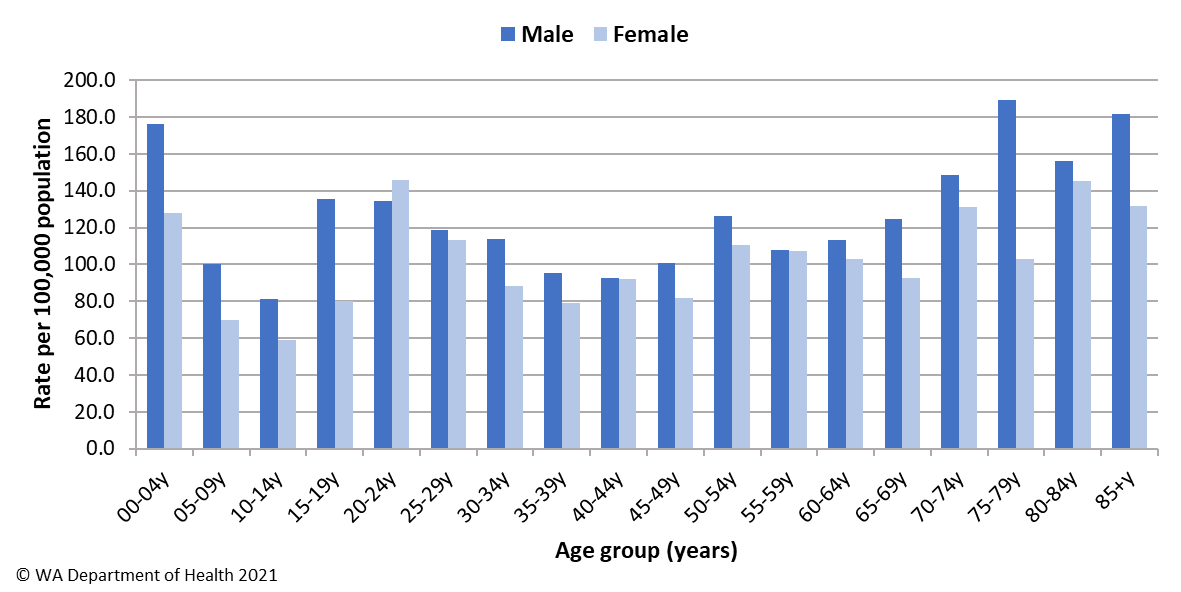 Male Female
200.0
180.0
160.0
140.0
120.0
100.0
80.0
60.0
40.0
20.0
0.0
Rate per 100,000 population
00-04y 05-09y 10-14y 15-19y 20-24y 25-29y 30-34y 35-39y 40-44y 45-49y 50-54y 55-59y 60-64y 65-69y 70-74y 75-79y 80-84y 85+y
Age group (years)
© WA Department of Health 2021